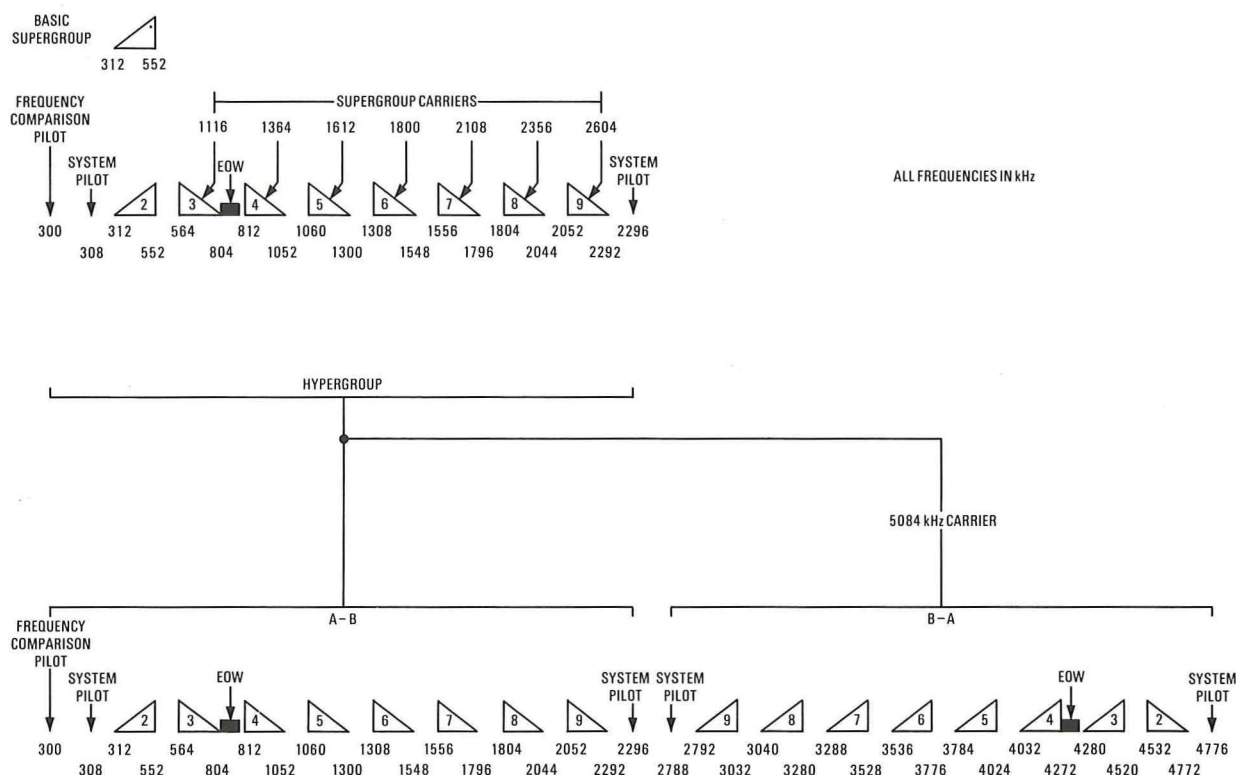 BASIC
SUPERGROUP
312 552
FREQUENCY
COMPARISON
PILOT
SUPERGROUP CARRIERS
1116 1364 1612 1800 2108 2356 2604
SYSTEM
PILOT
EOW
SYSTEM
PILOT
ALL FREQUENCIES IN kHz
2 3 4 5 6 7 8 9
300 312 564 812 1060 1308 1556 1804 2052 2296
308 552 804 1052 1300 1548 1796 2044 2292
HYPERGROUP
5084 kHz CARRIER
A–B
B–A
FREQUENCY
COMPARISON
PILOT
SYSTEM
PILOT
EOW
SYSTEM
PILOT
SYSTEM
PILOT
EOW
SYSTEM
PILOT
2 3 4 5 6 7 8 9 9 8 7 6 5 4 3 2
300 312 564 812 1060 1308 1556 1804 2052 2296 2792 3040 3288 3536 3784 4032 4280 4532 4776
308 552 804 1052 1300 1548 1796 2044 2292 2788 3032 3280 3528 3776 4024 4272 4520 4772